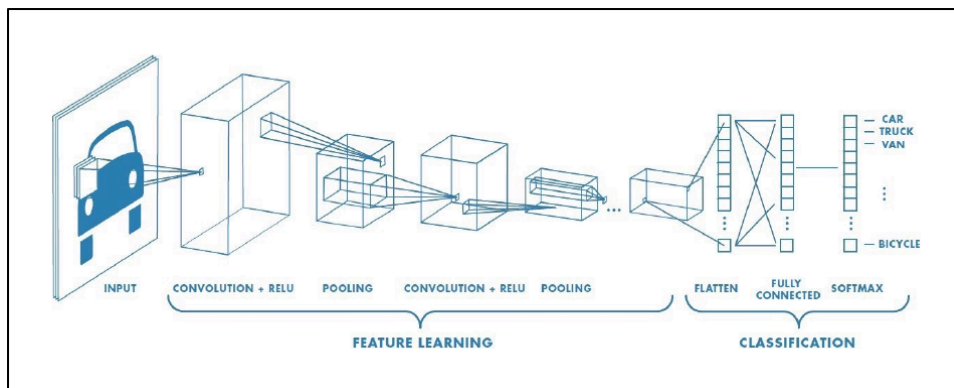 CAR
TRUCK
VAN
BICYCLE
INPUT
CONVOLUTION + RELU
POOLING
CONVOLUTION + RELU
POOLING
FLATTEN
FULLY
CONNECTED
SOFTMAX
FEATURE LEARNING
CLASSIFICATION